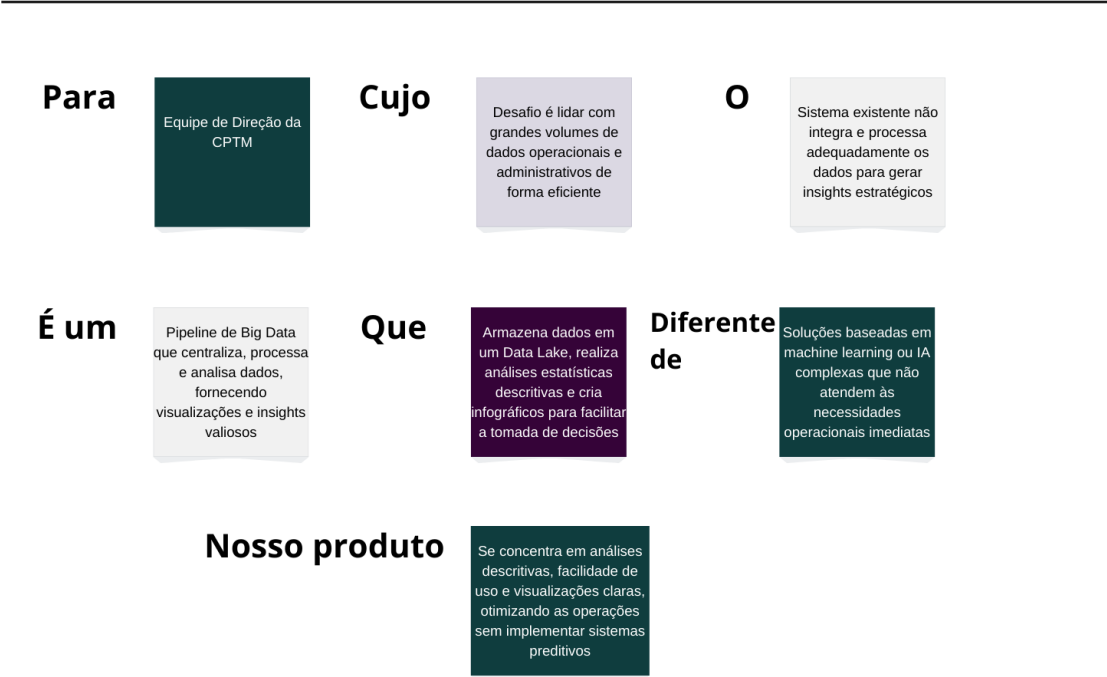 Para
Equipe de Direção da
CPTM
Cujo
Desafio é lidar com
grandes volumes de
dados operacionais e
administrativos de
forma eficiente
O
Sistema existente não
integra e processa
adequadamente os
dados para gerar
insights estratégicos
É um
Pipeline de Big Data
que centraliza, processa
e analisa dados,
fornecendo
visualizações e insights
valiosos
Que
Armazena dados em
um Data Lake, realiza
análises estatísticas
descritivas e cria
infográficos para facilitar
a tomada de decisões
Diferente
de
Soluções baseadas em
machine learning ou IA
complexas que não
atendem às
necessidades
operacionais imediatas
Nosso produto
Se concentra em análises
descritivas, facilidade de
uso e visualizações claras,
otimizando as operações
sem implementar sistemas
preditivos